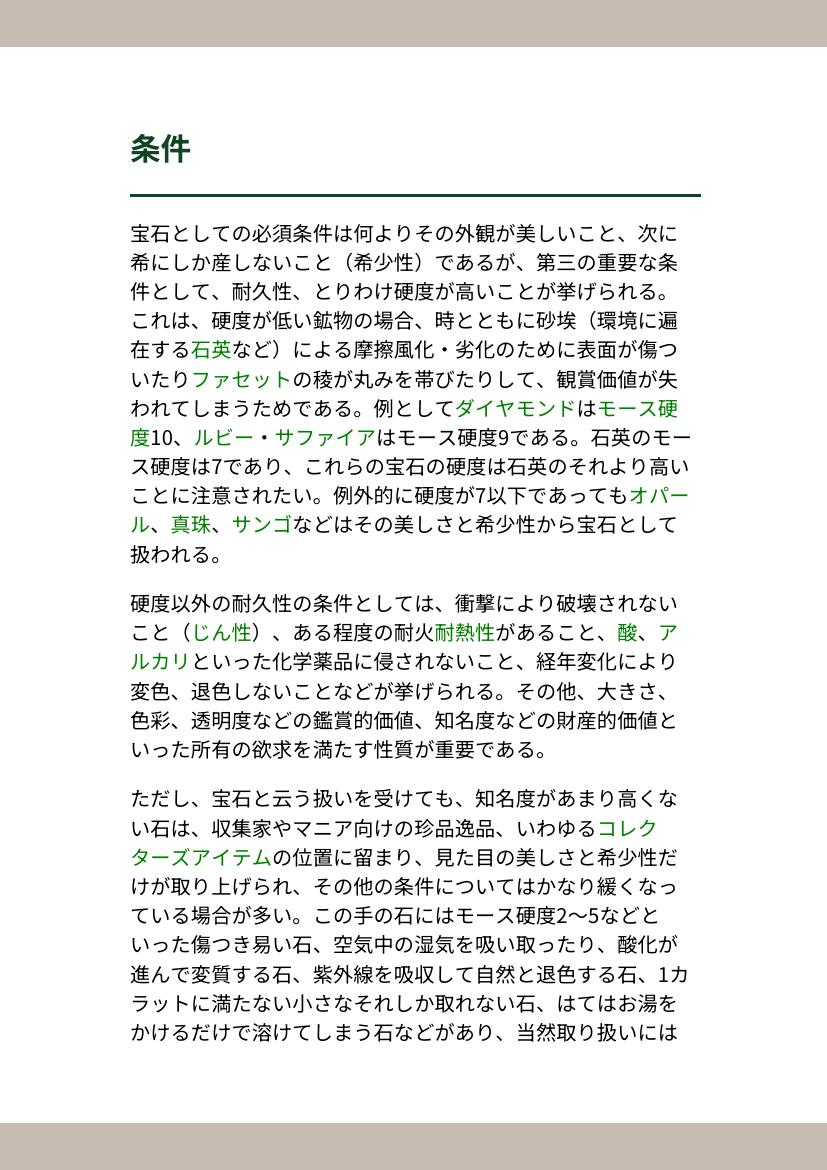 条件
宝石としての必須条件は何よりその外観が美しいこと、次に
希にしか産しないこと（希少性）であるが、第三の重要な条
件として、耐久性、とりわけ硬度が高いことが挙げられる。
これは、硬度が低い鉱物の場合、時とともに砂埃（環境に遍
在する石英など）による摩擦風化・劣化のために表面が傷つ
いたりファセットの稜が丸みを帯びたりして、観賞価値が失
われてしまうためである。例としてダイヤモンドはモース硬
度10、ルビー・サファイアはモース硬度9である。石英のモー
ス硬度は7であり、これらの宝石の硬度は石英のそれより高い
ことに注意されたい。例外的に硬度が7以下であってもオパー
ル、真珠、サンゴなどはその美しさと希少性から宝石として
扱われる。
硬度以外の耐久性の条件としては、衝撃により破壊されない
こと（じん性）、ある程度の耐火耐熱性があること、酸、ア
ルカリといった化学薬品に侵されないこと、経年変化により
変色、退色しないことなどが挙げられる。その他、大きさ、
色彩、透明度などの鑑賞的価値、知名度などの財産的価値と
いった所有の欲求を満たす性質が重要である。
ただし、宝石と云う扱いを受けても、知名度があまり高くな
い石は、収集家やマニア向けの珍品逸品、いわゆるコレク
ターズアイテムの位置に留まり、見た目の美しさと希少性だ
けが取り上げられ、その他の条件についてはかなり緩くなっ
ている場合が多い。この手の石にはモース硬度2〜5などと
いった傷つき易い石、空気中の湿気を吸い取ったり、酸化が
進んで変質する石、紫外線を吸収して自然と退色する石、1カ
ラットに満たない小さなそれしか取れない石、はてはお湯を
かけるだけで溶けてしまう石などがあり、当然取り扱いには